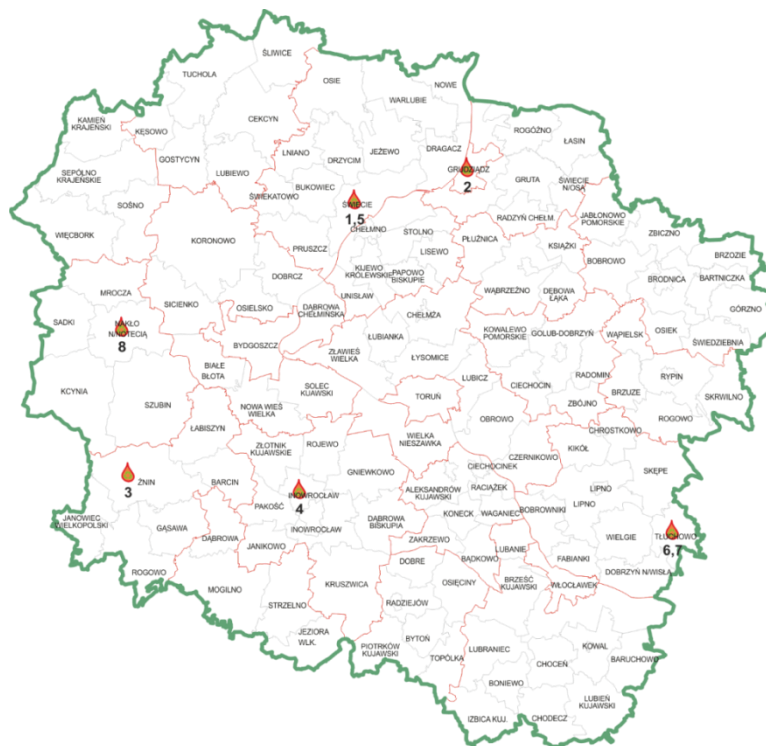 ŚLIWICE
TUCHOLA
OSIE
NOWE
WARLUBIE
KAMIEŃ
KRAJEŃSKI
KĘSOWO
CEKCYN
ROGÓŹNO
ŁASIN
DRAGACZ
LNIANO
DRZYCIM
JEŻEWO
GOSTYCYN
LUBIEWO
SĘPÓLNO
KRAJEŃSKIE
GRUDZIĄDZ
2
GRUTA
ŚWIECIE
N/OSĄ
BUKOWIEC
ŚWIEKATOWO
ŚWIECIE
1,5
SOŚNO
RADZYŃ CHEŁM.
JABŁONOWO
POMORSKIE
CHEŁMNO
STOLNO
PŁUŻNICA
ZBICZNO
WIĘCBORK
KORONOWO
PRUSZCZ
LISEWO
KSIĄŻKI
BOBROWO
BRZOZIE
KIJEWO
KRÓLEWSKIE
PAPOWO
BISKUPIE
DOBRCZ
BRODNICA
BARTNICZKA
MROCZA
UNISŁAW
WĄBRZEŹNO
DĘBOWA
ŁĄKA
GÓRZNO
SICIENKO
OSIELSKO
DĄBROWA
CHEŁMIŃSKA
CHEŁMŻA
SADKI
NAKŁO
N/NOTECIĄ
8
KOWALEWO
POMORSKIE
GOLUB-DOBRZYŃ
WĄPIELSK
OSIEK
ŚWIEDZIEBNIA
BYDGOSZCZ
ŁUBIANKA
ZŁAWIEŚ
WIELKA
ŁYSOMICE
BIAŁE
BŁOTA
LUBICZ
RADOMIN
RYPIN
KCYNIA
SOLEC
KUJAWSKI
CIECHOCIN
BRZUZE
SKRWILNO
SZUBIN
TORUŃ
ZBÓJNO
NOWA WIEŚ
WIELKA
OBROWO
ROGOWO
ŁABISZYN
CHROSTKOWO
ZŁOTNIKI
KUJAWSKIE
ROJEWO
WIELKA
NIESZAWKA
KIKÓŁ
CZERNIKOWO
GNIEWKOWO
CIECHOCINEK
SKĘPE
3
ŻNIN
BARCIN
ALEKSANDRÓW
KUJAWSKI
RACIĄŻEK
LIPNO
INOWROCŁAW
4
PAKOŚĆ
BOBROWNIKI
LIPNO
KONECK
WAGANIEC
JANOWIEC
WIELKOPOLSKI
GĄSAWA
INOWROCŁAW
DĄBROWA
BISKUPIA
WIELGIE
TŁUCHOWO
6,7
DĄBROWA
JANIKOWO
ZAKRZEWO
LUBANIE
BĄDKOWO
FABIANKI
DOBRE
DOBRZYŃ N/WISŁĄ
ROGOWO
OSIĘCINY
BRZEŚĆ
KUJAWSKI
WŁOCŁAWEK
MOGILNO
KRUSZWICA
STRZELNO
RADZIEJÓW
JEZIORA
WLK.
BYTOŃ
PIOTRKÓW
KUJAWSKI
TOPÓLKA
LUBRANIEC
KOWAL
CHOCEŃ
BARUCHOWO
BONIEWO
LUBIEŃ
KUJAWSKI
IZBICA KUJ.
CHODECZ